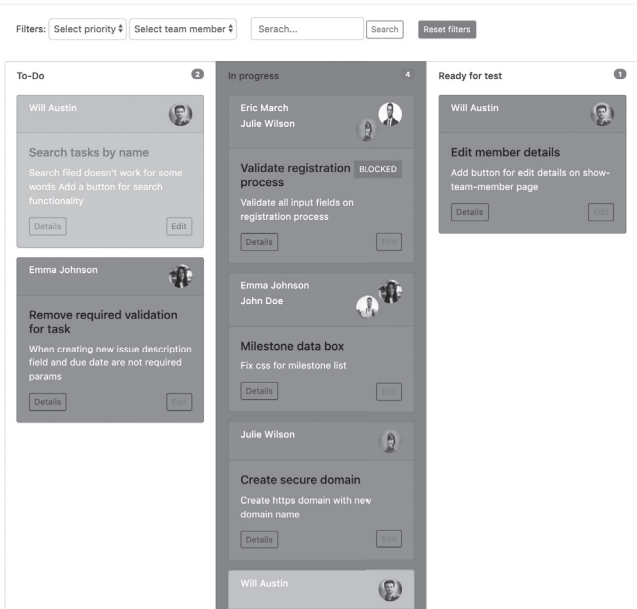 Filters: Select priority Select team member Serach... Search Reset filters
To-Do 2
Will Austin
Search tasks by name
Search filed doesn't work for some
words Add a button for search
functionality
Details Edit
Emma Johnson
Remove required validation
for task
When creating new issue description
field and due date are not required
params
Details Edit
In progress 4
Eric March
Julie Wilson
Validate registration BLOCKED
process
Validate all input fields on
registration process
Details Edit
Emma Johnson
John Doe
Milestone data box
Fix css for milestone list
Details Edit
Julie Wilson
Create secure domain
Create https domain with new
domain name
Details Edit
Will Austin
Ready for test 1
Will Austin
Edit member details
Add button for edit details on show-
team-member page
Details Edit